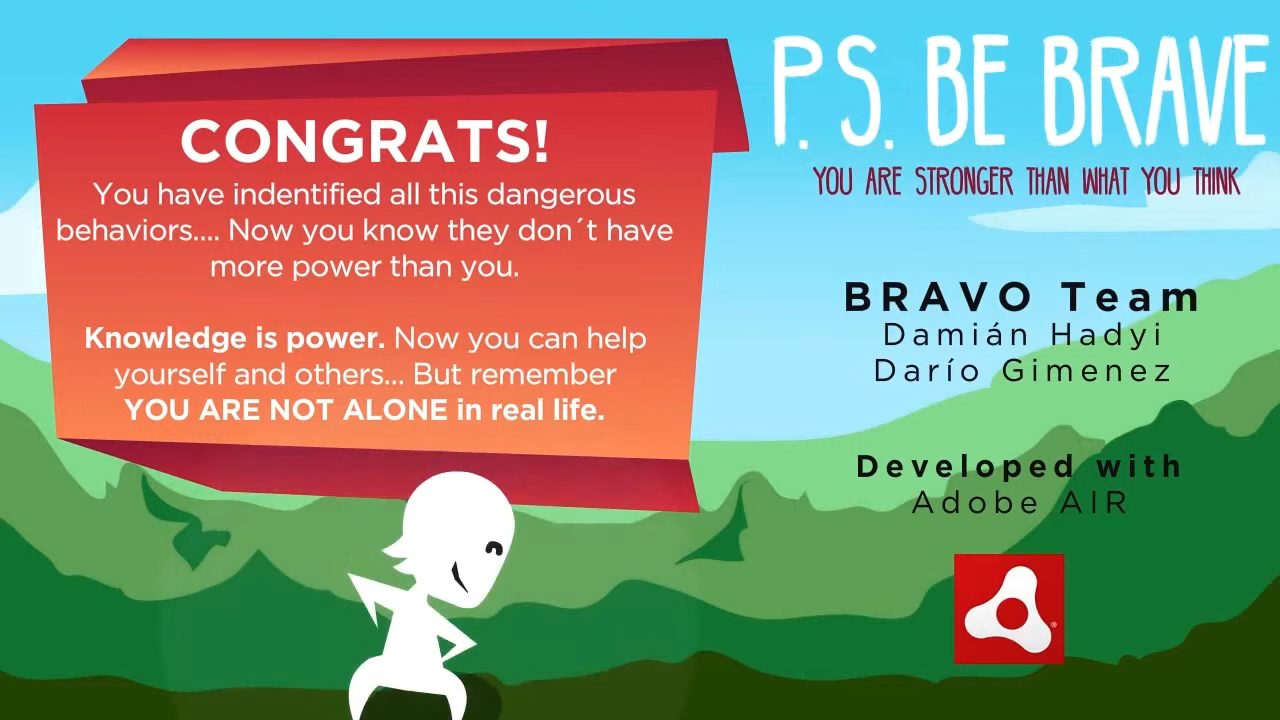 CONGRATS!
You have indentified all this dangerous
behaviors.... Now you know they don´t have
more power than you.
Knowledge is power. Now you can help
yourself and others... But remember
YOU ARE NOT ALONE in real life.
P.S. BE BRAVE
YOU ARE STRONGER THAN WHAT YOU THINK
BRAVO Team
Damián Hadyi
Darío Gimenez
Developed with
Adobe AIR
®